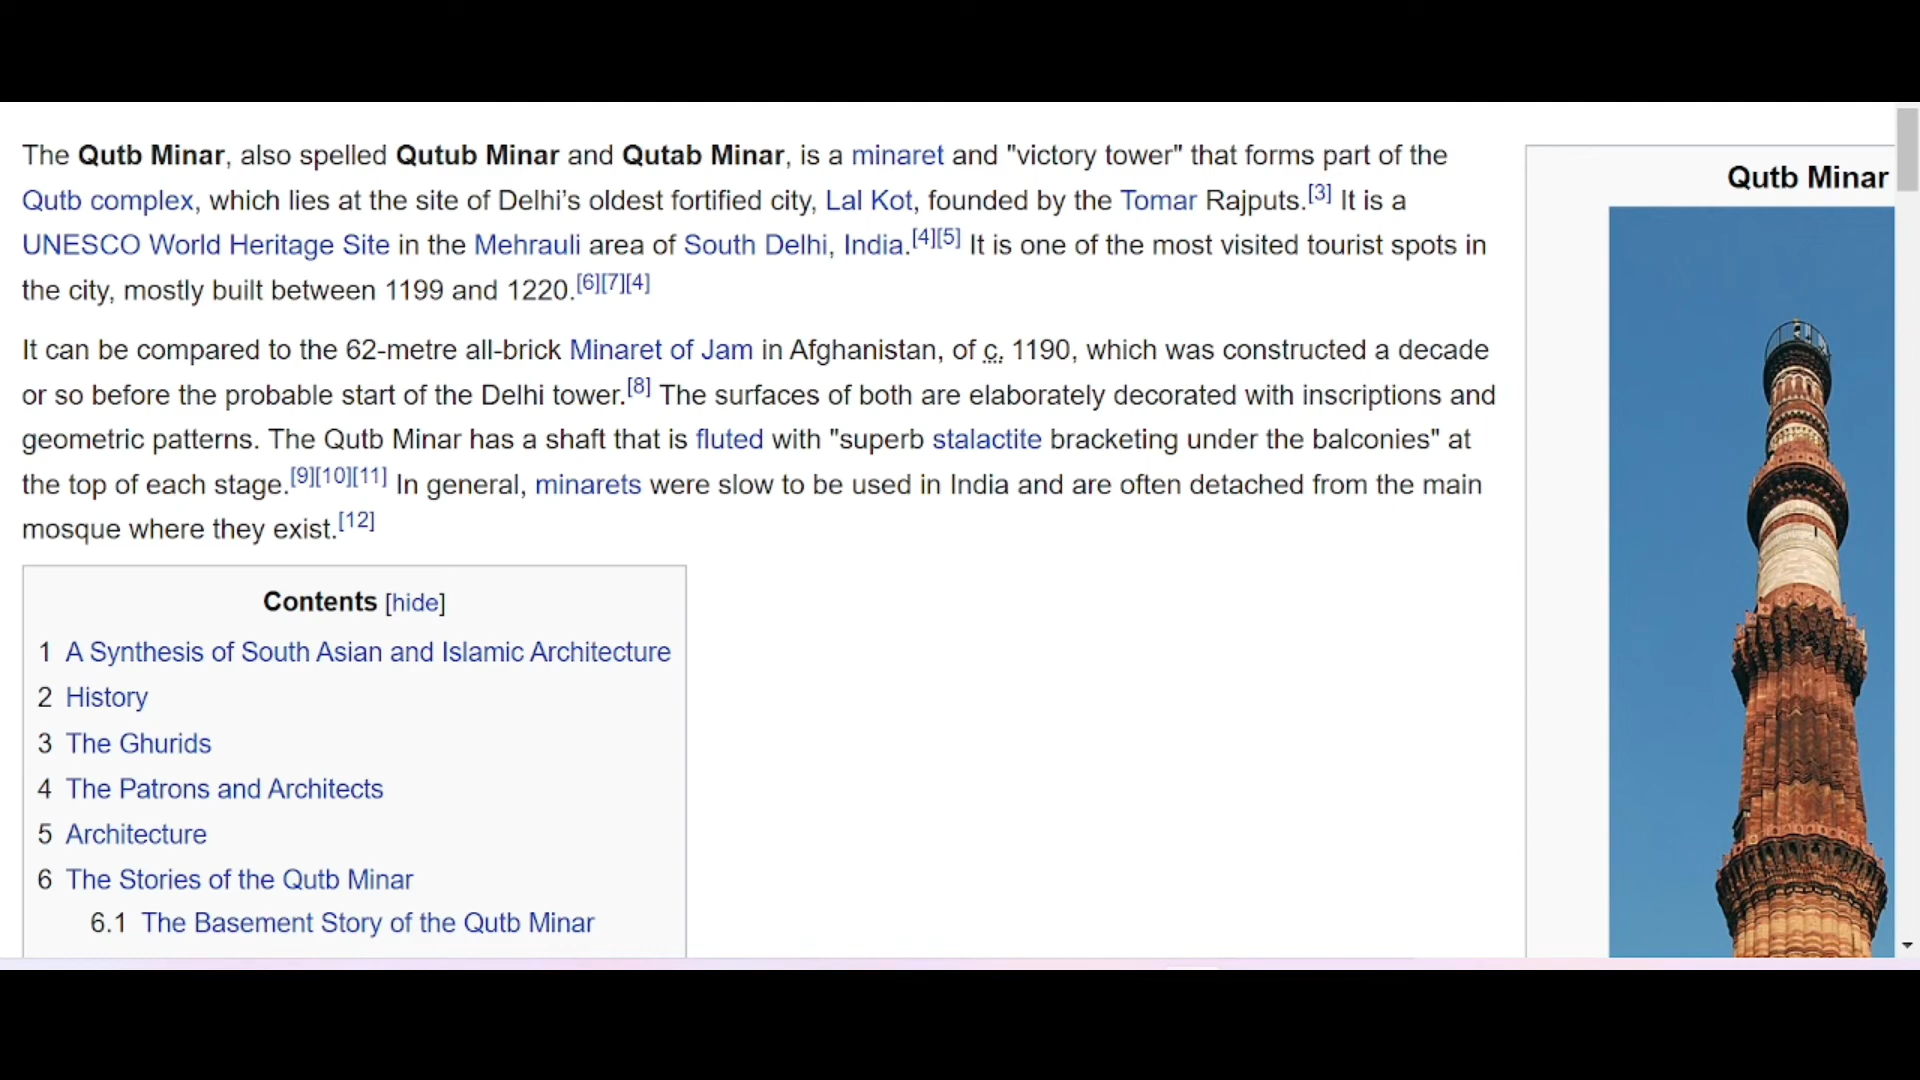 The Qutb Minar, also spelled Qutub Minar and Qutab Minar, is a minaret and "victory tower" that forms part of the
Qutb complex, which lies at the site of Delhi’s oldest fortified city, Lal Kot, founded by the Tomar Rajputs.[3] It is a
UNESCO World Heritage Site in the Mehrauli area of South Delhi, India.[4][5] It is one of the most visited tourist spots in
the city, mostly built between 1199 and 1220.[6][7][4]
It can be compared to the 62-metre all-brick Minaret of Jam in Afghanistan, of c. 1190, which was constructed a decade
or so before the probable start of the Delhi tower.[8] The surfaces of both are elaborately decorated with inscriptions and
geometric patterns. The Qutb Minar has a shaft that is fluted with "superb stalactite bracketing under the balconies" at
the top of each stage.[9][10][11] In general, minarets were slow to be used in India and are often detached from the main
mosque where they exist.[12]
Contents [hide]
1 A Synthesis of South Asian and Islamic Architecture
2 History
3 The Ghurids
4 The Patrons and Architects
5 Architecture
6 The Stories of the Qutb Minar
6.1 The Basement Story of the Qutb Minar
Qutb Minar